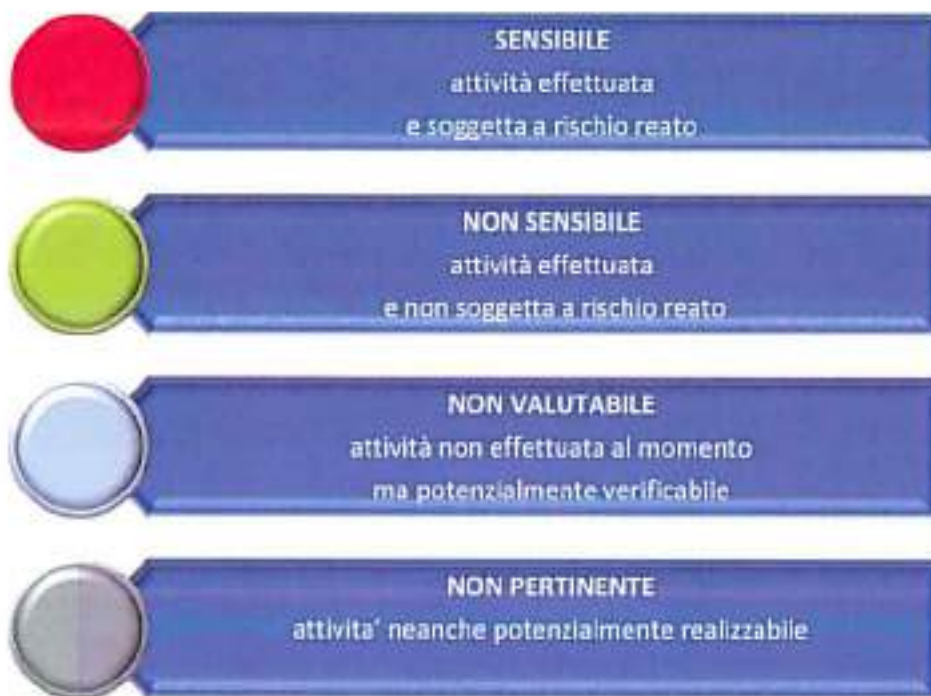 SENSIBILE
attività effettuata
e soggetta a rischio reato
NON SENSIBILE
attività effettuata
e non soggetta a rischio reato
NON VALUTABILE
attività non effettuata al momento
ma potenzialmente verificabile
NON PERTINENTE
attivita' neanche potenzialmente realizzabile